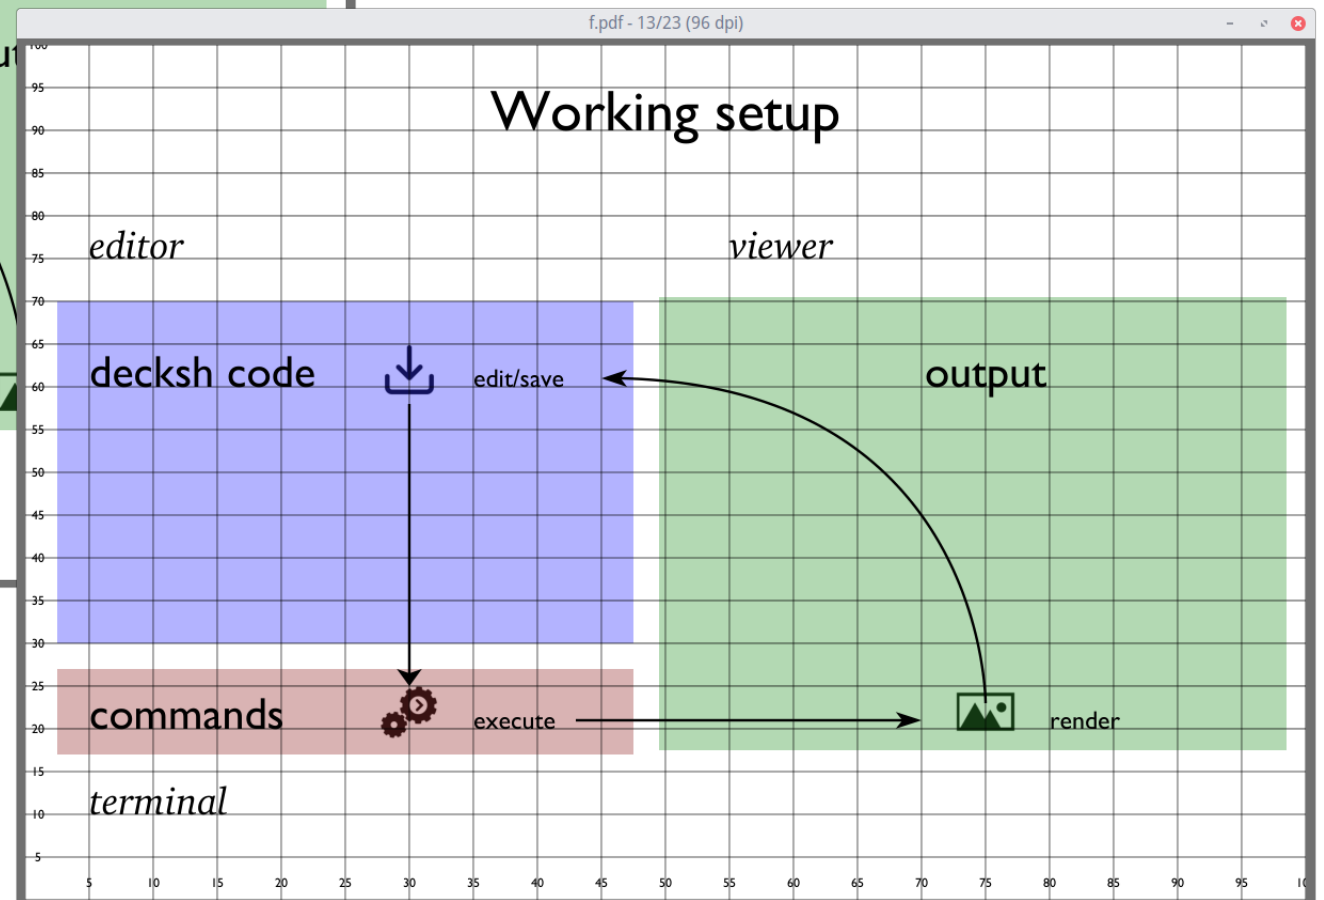 f.pdf - 13/23 (96 dpi)
ut
100
95
Working setup
90
85
80
editor viewer
75
70
65
decksh code edit/save output
60
55
50
45
40
35
30
25
commands execute render
20
15
terminal
10
5
5 10 15 20 25 30 35 40 45 50 55 60 65 70 75 80 85 90 95 10